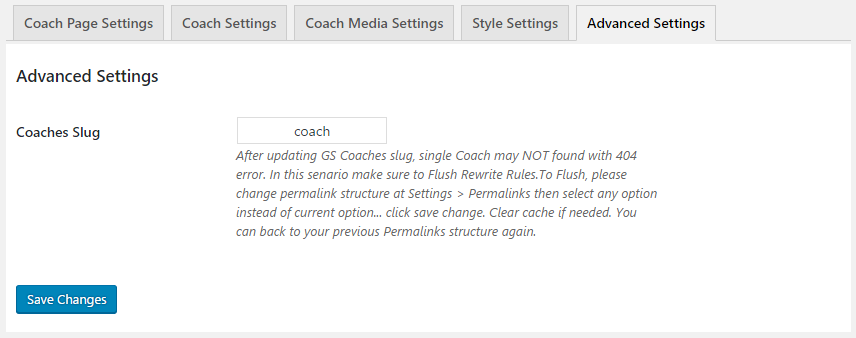 Coach Page Settings
Coach Settings
Coach Media Settings
Style Settings
Advanced Settings
Advanced Settings
Coaches Slug
coach
After updating GS Coaches slug, single Coach may NOT found with 404
error. In this senario make sure to Flush Rewrite Rules.To Flush, please
change permalink structure at Settings > Permalinks then select any option
instead of current option... click save change. Clear cache if needed. You
can back to your previous Permalinks structure again.
Save Changes